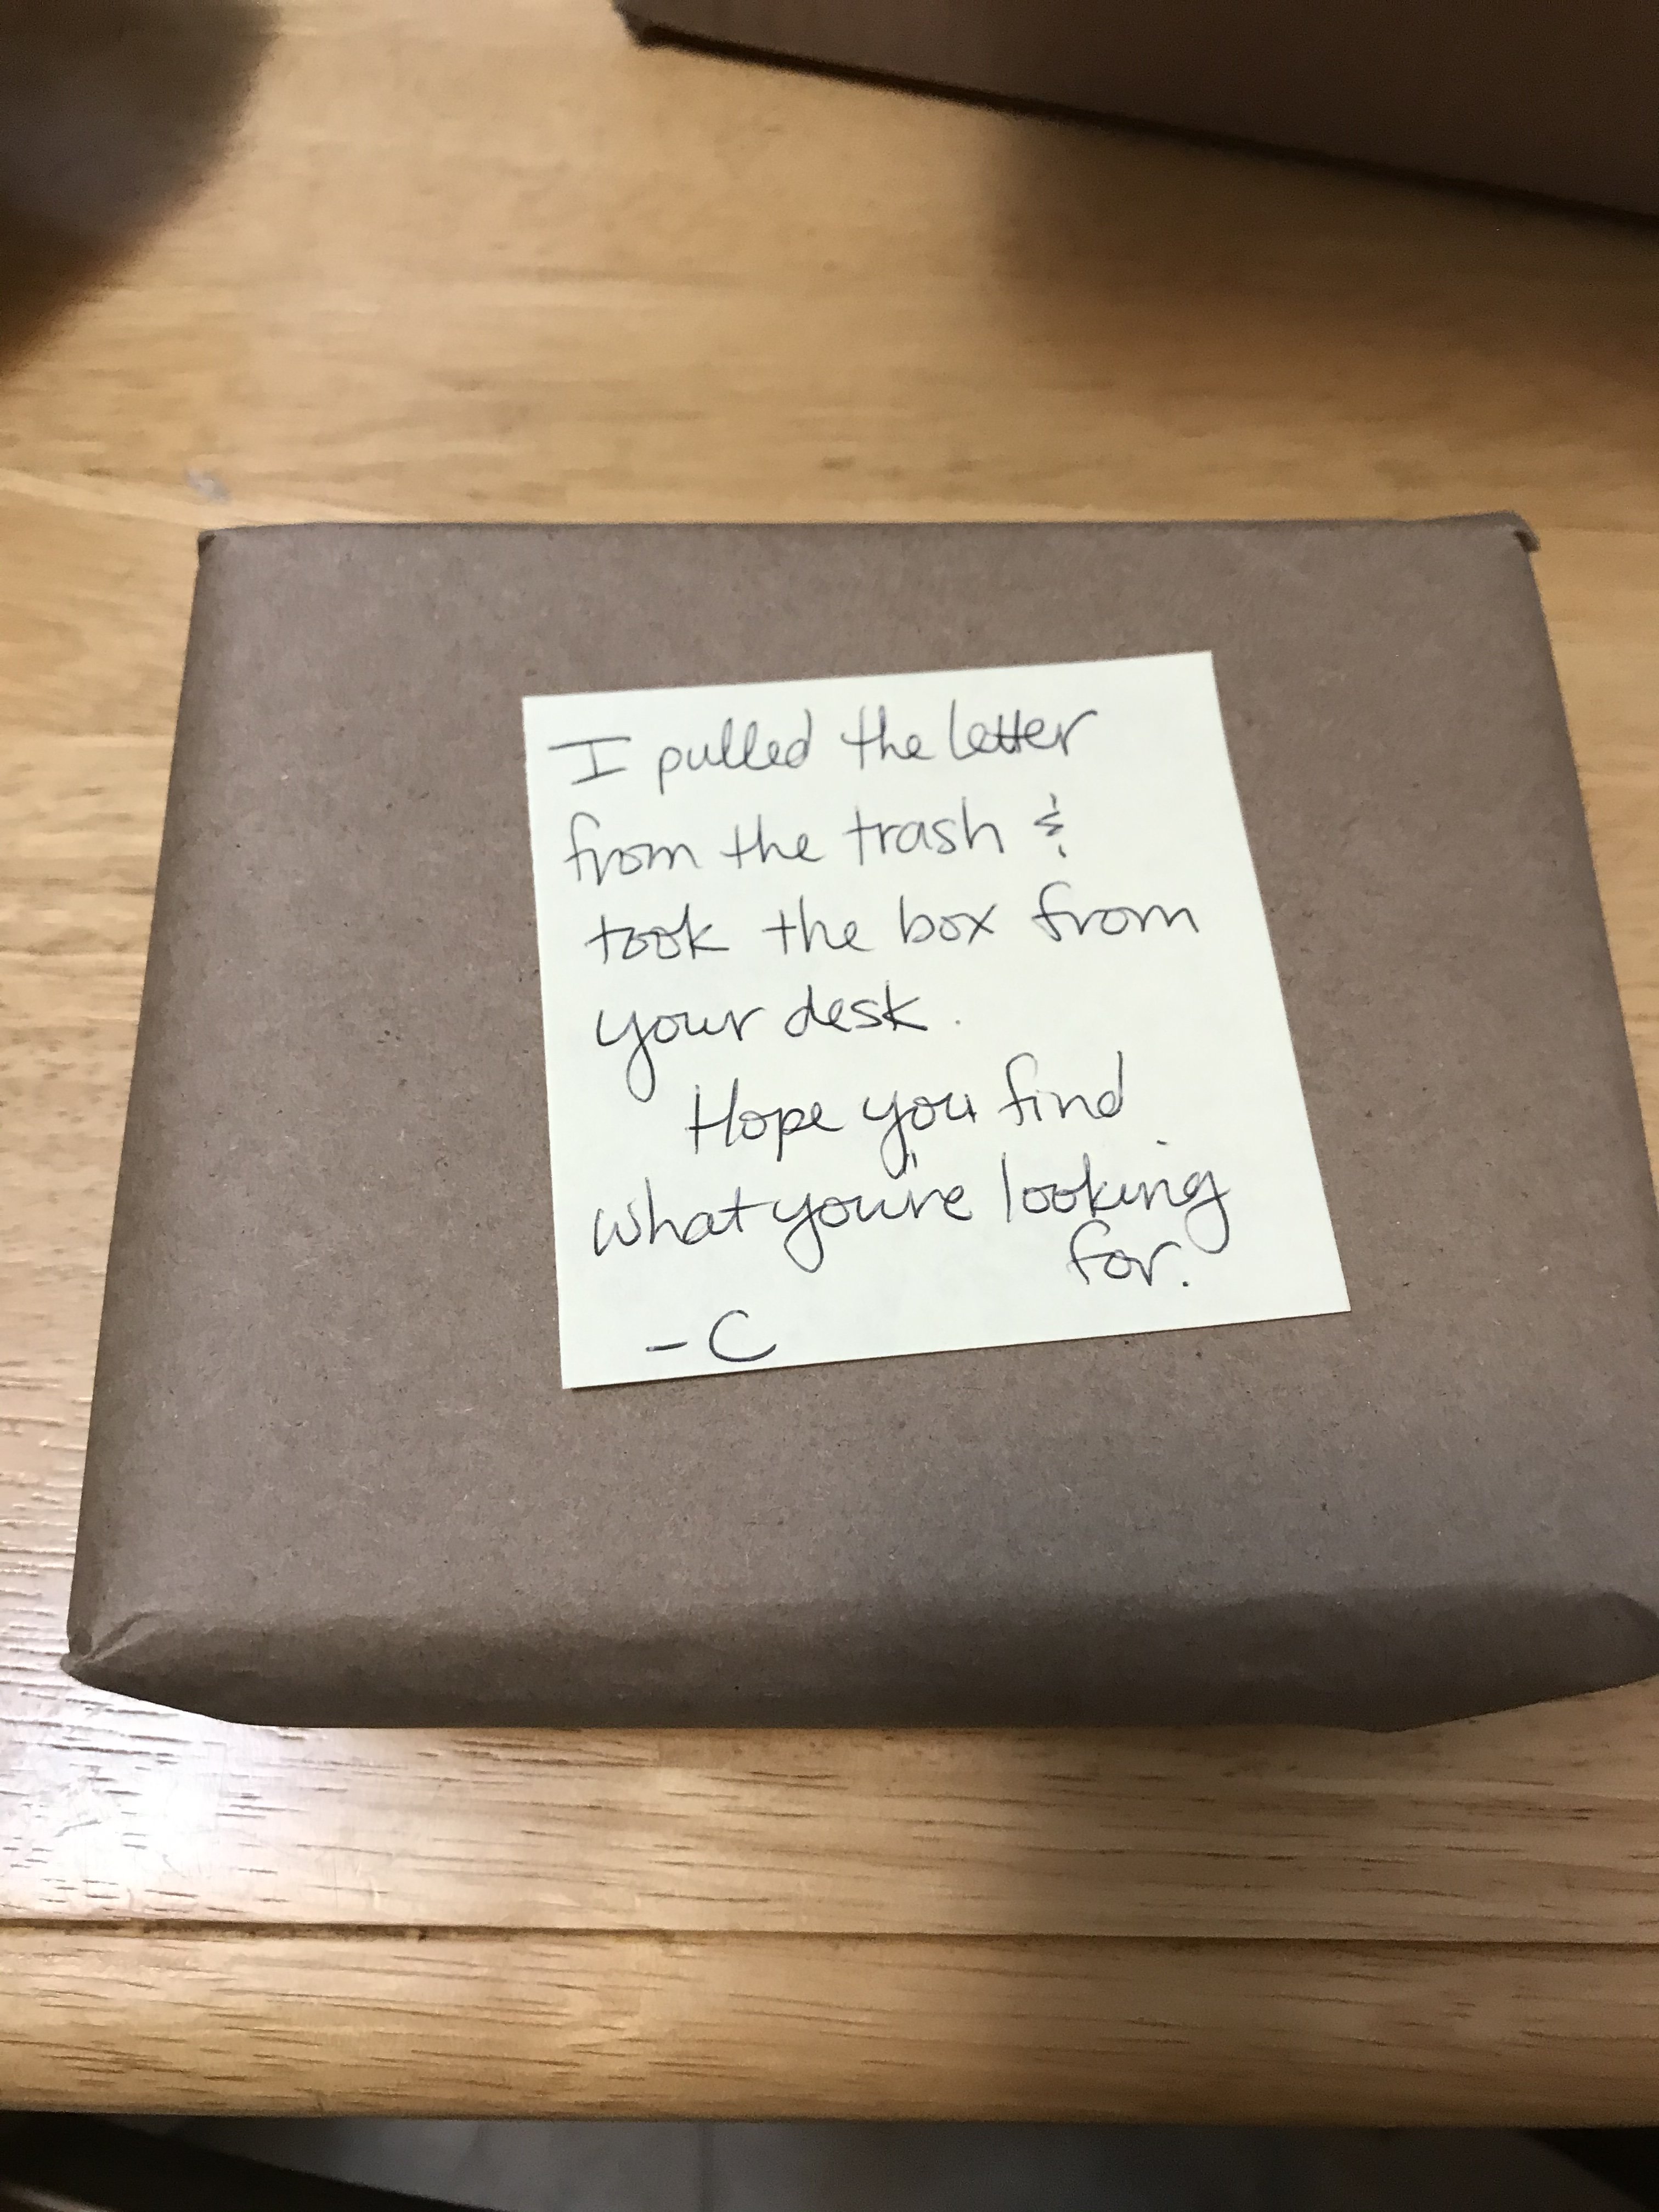 I pulled the letter
from the trash &
took the box from
your desk.
Hope you find
what you're looking
for.
- C